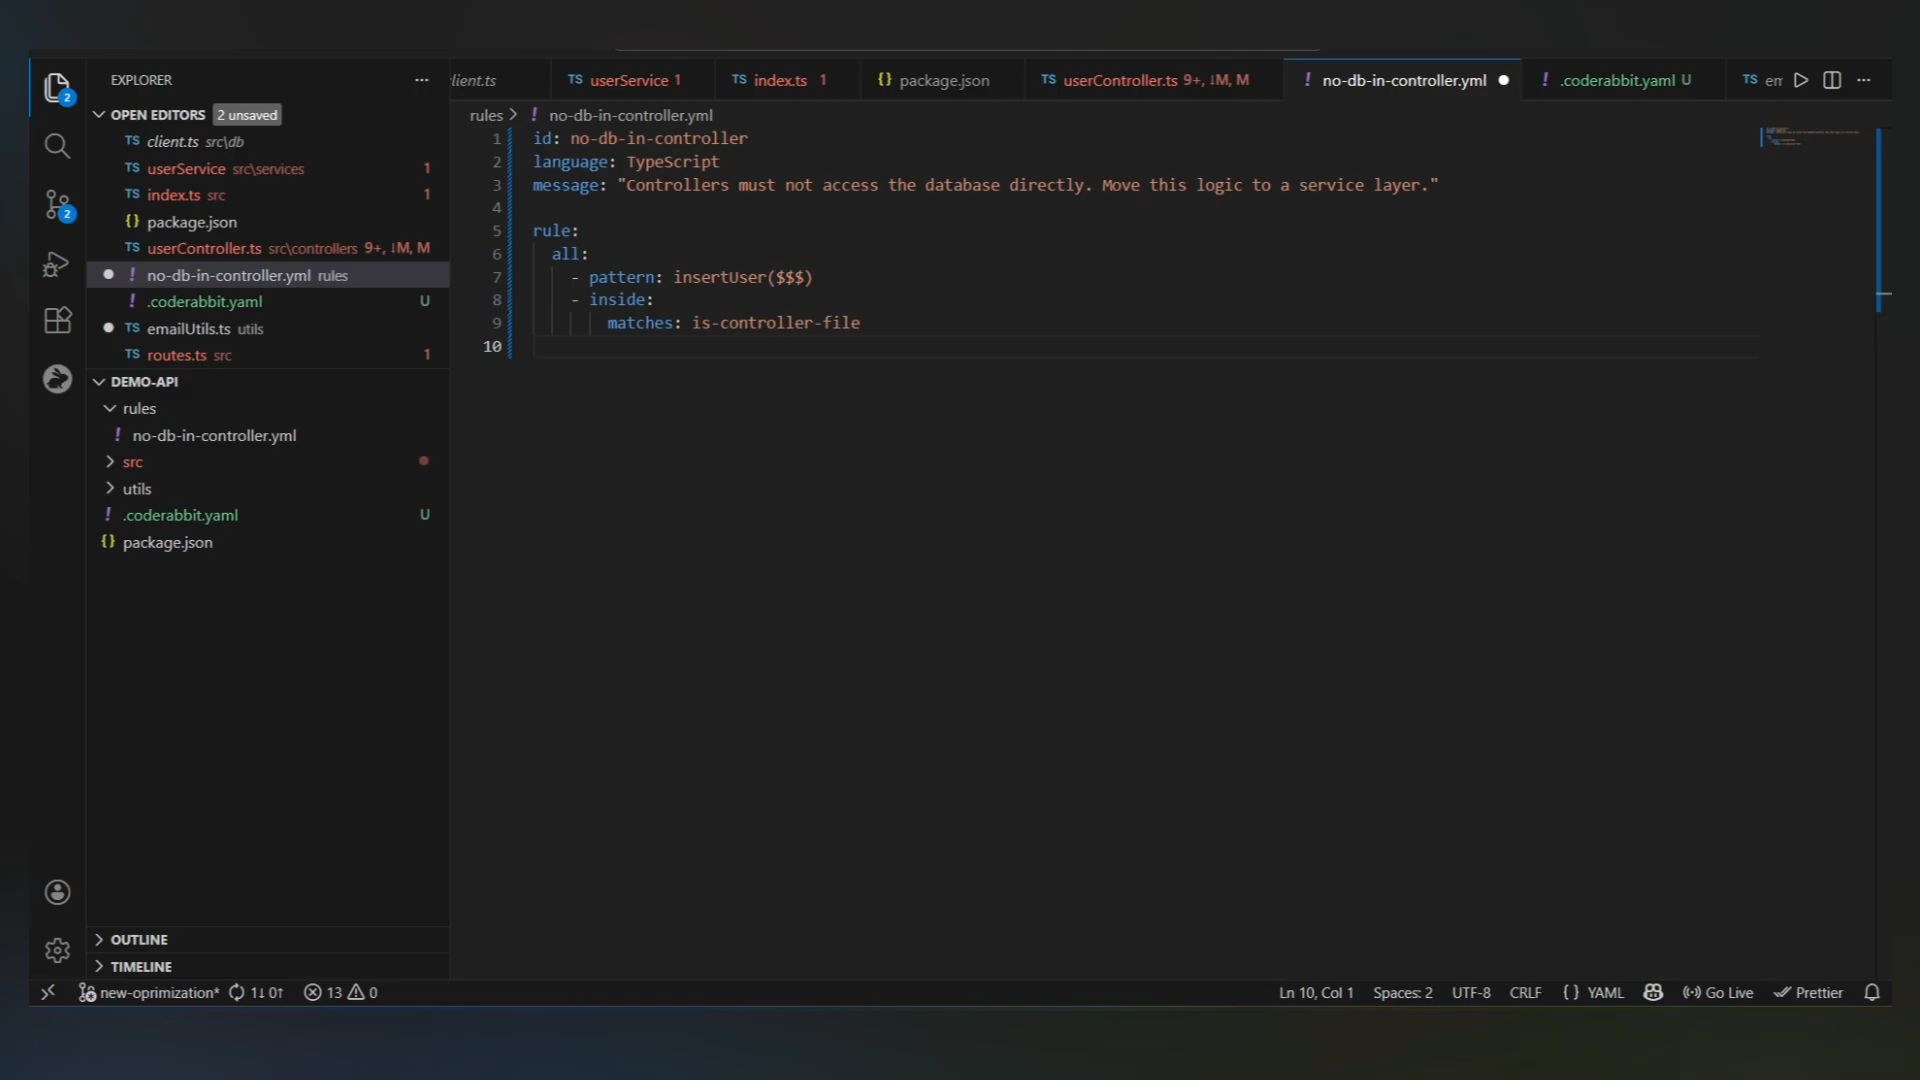 EXPLORER
OPEN EDITORS 2 unsaved
TS client.ts src\db
TS userService src\services 1
TS index.ts src 1
{} package.json
TS userController.ts src\controllers 9+, ↓M, M
! no-db-in-controller.yml rules
! .coderabbit.yaml U
TS emailUtils.ts utils
TS routes.ts src 1
DEMO-API
rules
! no-db-in-controller.yml
src
utils
! .coderabbit.yaml U
{} package.json
OUTLINE
TIMELINE
lient.ts
TS userService 1
TS index.ts 1
{} package.json
TS userController.ts 9+, ↓M, M
! no-db-in-controller.yml
! .coderabbit.yaml U
TS em
rules > ! no-db-in-controller.yml
1 id: no-db-in-controller
2 language: TypeScript
3 message: "Controllers must not access the database directly. Move this logic to a service layer."
4
5 rule:
6 all:
7 - pattern: insertUser($$$)
8 - inside:
9 matches: is-controller-file
10
2
2
new-oprimization* 1↓ 0↑ 13 0
Ln 10, Col 1 Spaces: 2 UTF-8 CRLF {} YAML Go Live Prettier